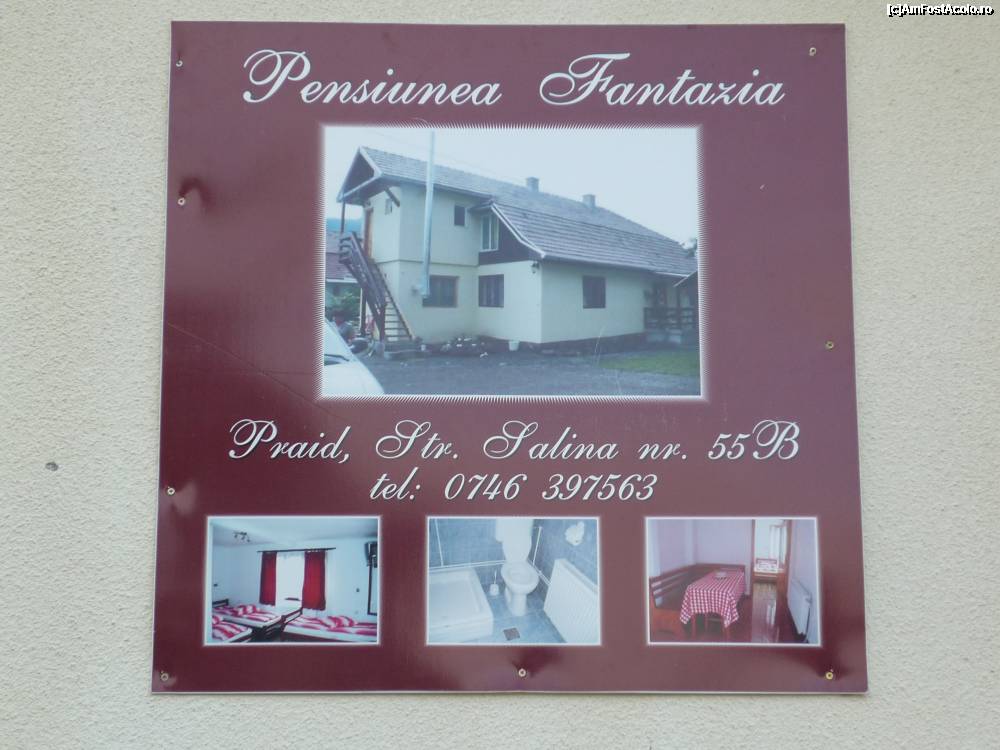 [c]AmFostAcolo.ro
Pensiunea Fantazia
Praid, Str. Salina nr. 55B
tel: 0746 397563